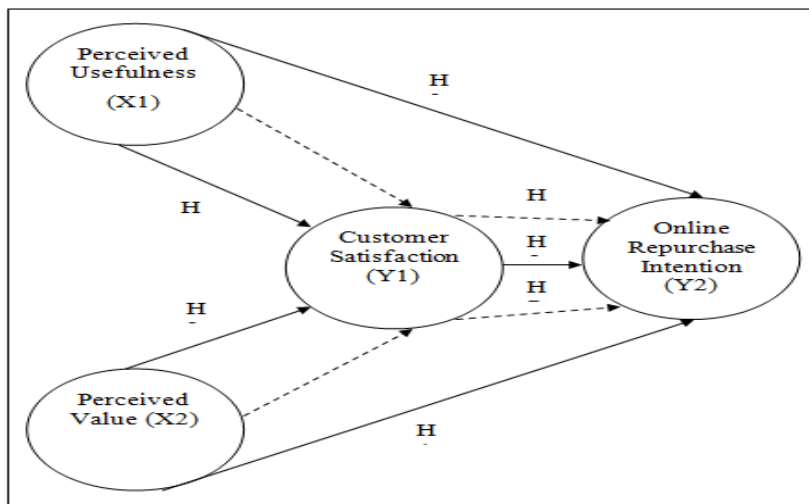 Perceived
Usefulness
(X1)
H
H
H
Customer
Satisfaction
(Y1)
H
H
Online
Repurchase
Intention
(Y2)
H
Perceived
Value (X2)
H